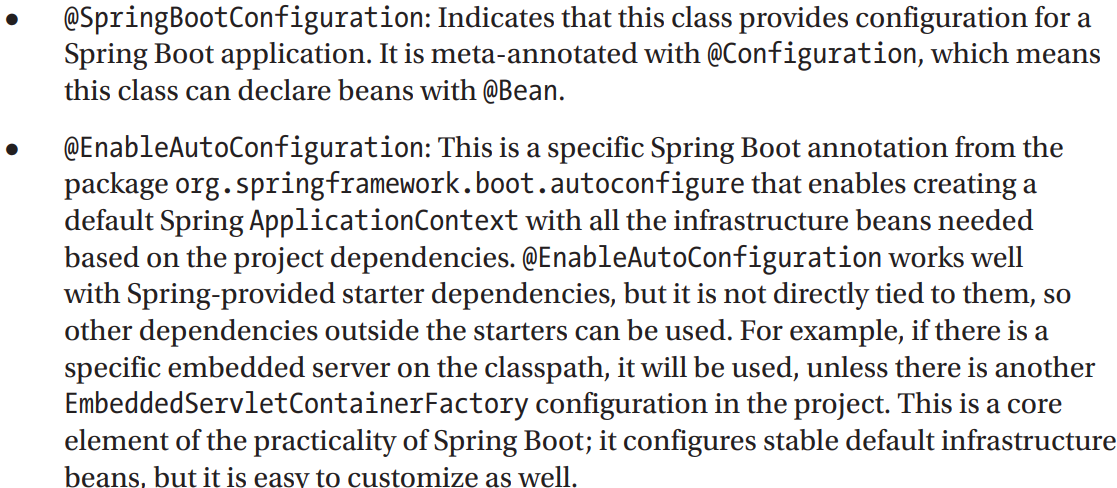 • @SpringBootConfiguration: Indicates that this class provides configuration for a
Spring Boot application. It is meta-annotated with @Configuration, which means
this class can declare beans with @Bean.
• @EnableAutoConfiguration: This is a specific Spring Boot annotation from the
package org.springframework.boot.autoconfigure that enables creating a
default Spring ApplicationContext with all the infrastructure beans needed
based on the project dependencies. @EnableAutoConfiguration works well
with Spring-provided starter dependencies, but it is not directly tied to them, so
other dependencies outside the starters can be used. For example, if there is a
specific embedded server on the classpath, it will be used, unless there is another
EmbeddedServletContainerFactory configuration in the project. This is a core
element of the practicality of Spring Boot; it configures stable default infrastructure
beans, but it is easy to customize as well.